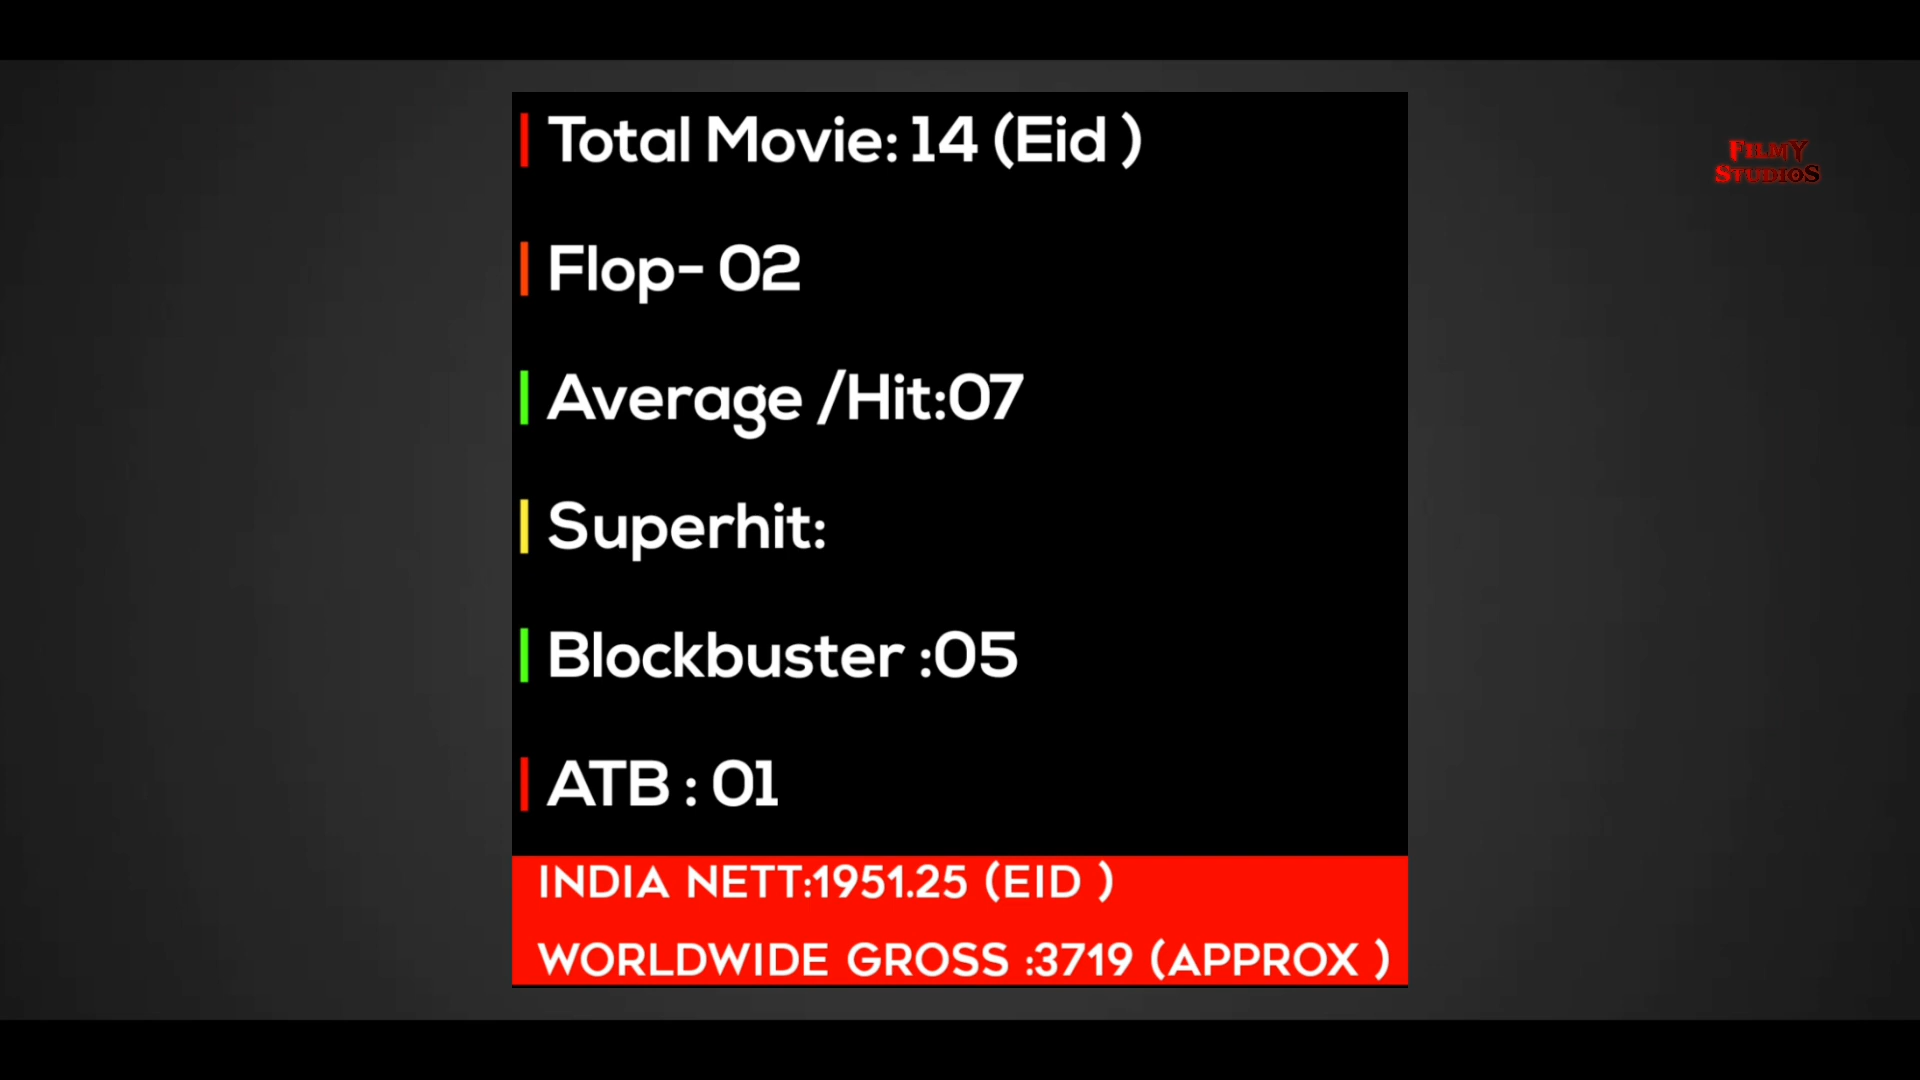 Total Movie: 14 (Eid )
FILMY
STUDIOS
Flop- 02
Average /Hit:07
Superhit:
Blockbuster :05
ATB : 01
INDIA NETT:1951.25 (EID )
WORLDWIDE GROSS :3719 (APPROX )